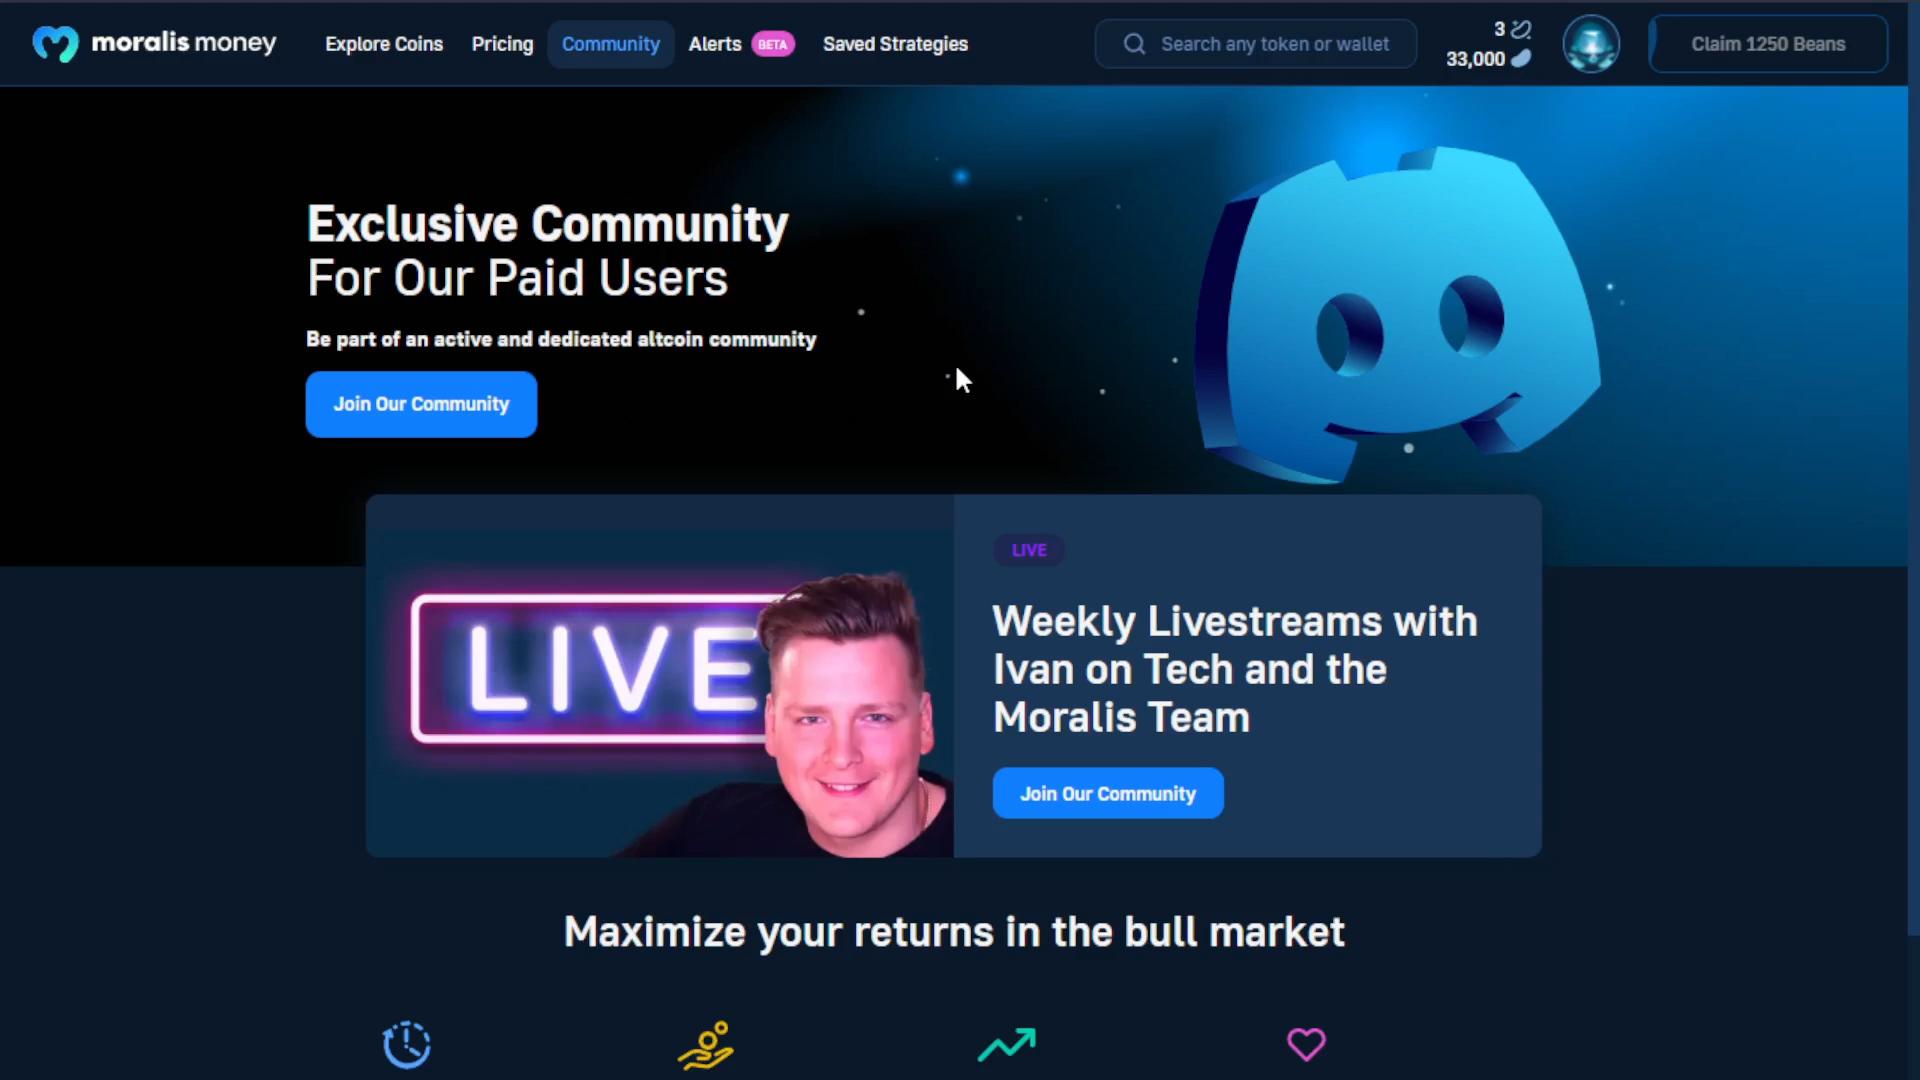 moralis money
Explore Coins
Pricing
Community
Alerts BETA
Saved Strategies
Search any token or wallet
3
33,000
Claim 1250 Beans
Exclusive Community
For Our Paid Users
Be part of an active and dedicated altcoin community
Join Our Community
LIVE
LIVE
Weekly Livestreams with
Ivan on Tech and the
Moralis Team
Join Our Community
Maximize your returns in the bull market